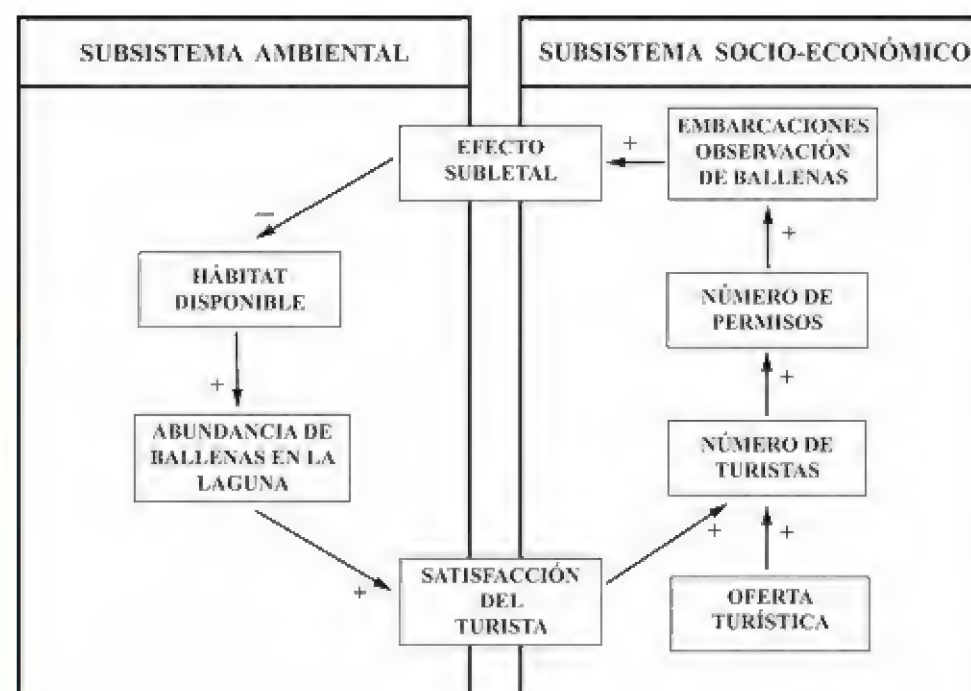 SUBSISTEMA AMBIENTAL
SUBSISTEMA SOCIO-ECONÓMICO
EFECTO
SUBLETAL
+
EMBARCACIONES
OBSERVACIÓN
DE BALLENAS
–
+
HÁBITAT
DISPONIBLE
NÚMERO DE
PERMISOS
+
+
ABUNDANCIA DE
BALLENAS EN LA
LAGUNA
NÚMERO DE
TURISTAS
+
+
+
SATISFACCIÓN
DEL
TURISTA
OFERTA
TURÍSTICA